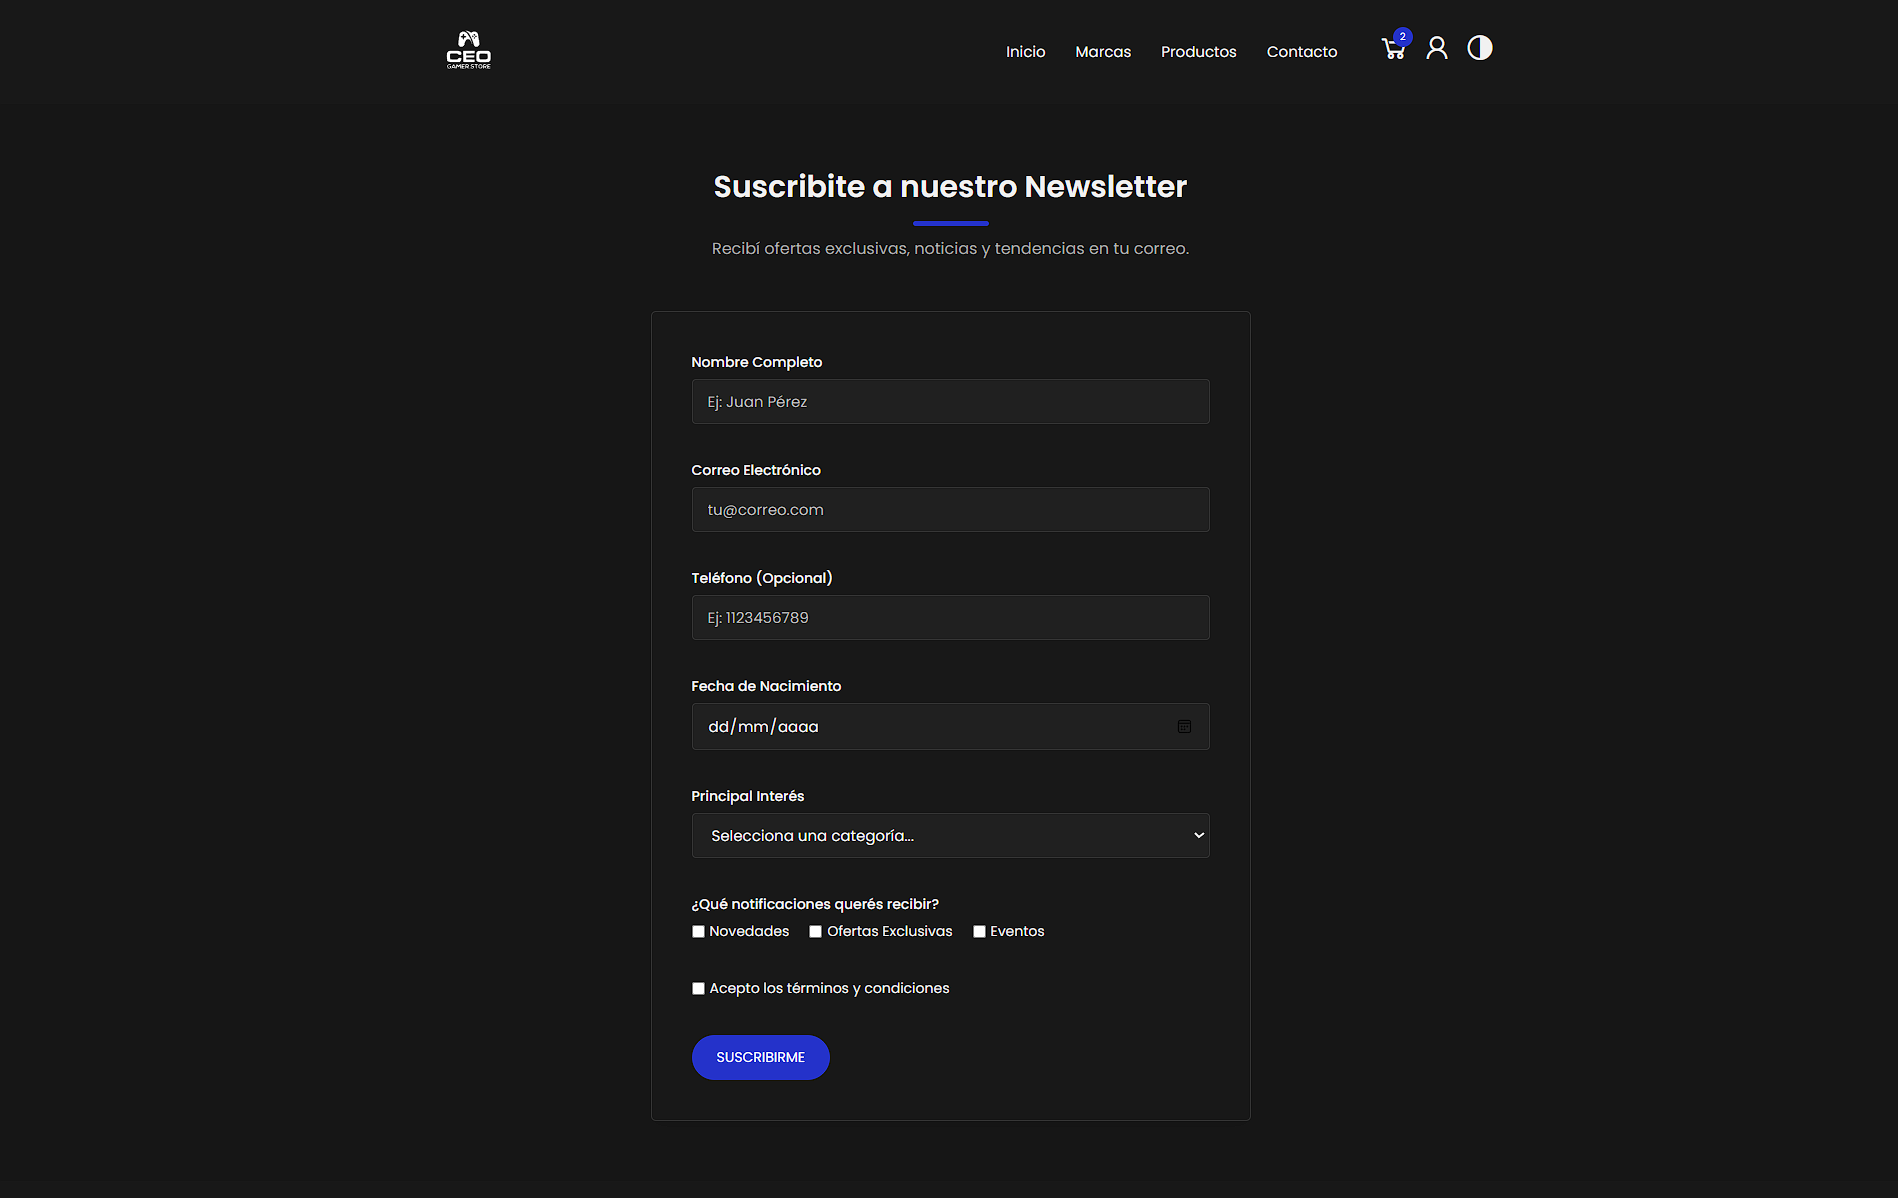 CEO
GAMER STORE
Inicio Marcas Productos Contacto 2
Suscribite a nuestro Newsletter
Recibí ofertas exclusivas, noticias y tendencias en tu correo.
Nombre Completo
Ej: Juan Pérez
Correo Electrónico
tu@correo.com
Teléfono (Opcional)
Ej: 1123456789
Fecha de Nacimiento
dd/mm/aaaa
Principal Interés
Selecciona una categoría...
¿Qué notificaciones querés recibir?
Novedades Ofertas Exclusivas Eventos
Acepto los términos y condiciones
SUSCRIBIRME